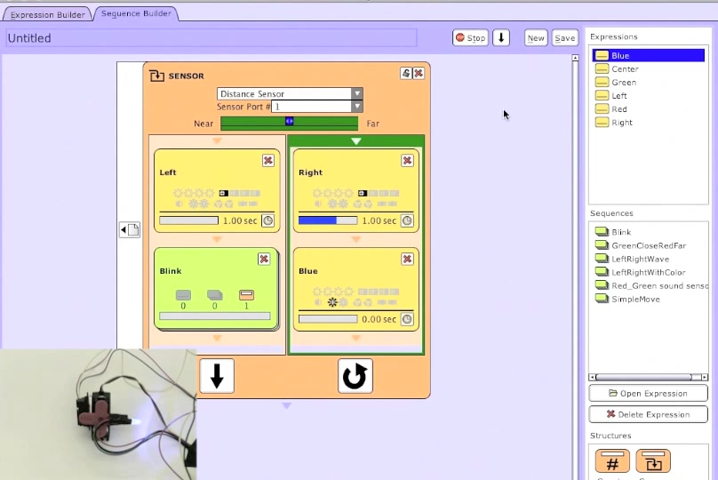 Expression Builder
Sequence Builder
Untitled
Stop
New
Save
SENSOR
Distance Sensor
Sensor Port # 1
Near
Far
Left
1.00 sec
Right
1.00 sec
Blink
0 0 1
Blue
0.00 sec
Expressions
Blue
Center
Green
Left
Red
Right
Sequences
Blink
GreenCloseRedFar
LeftRightWave
LeftRightWithColor
Red_Green sound senso
SimpleMove
Open Expression
Delete Expression
Structures
#